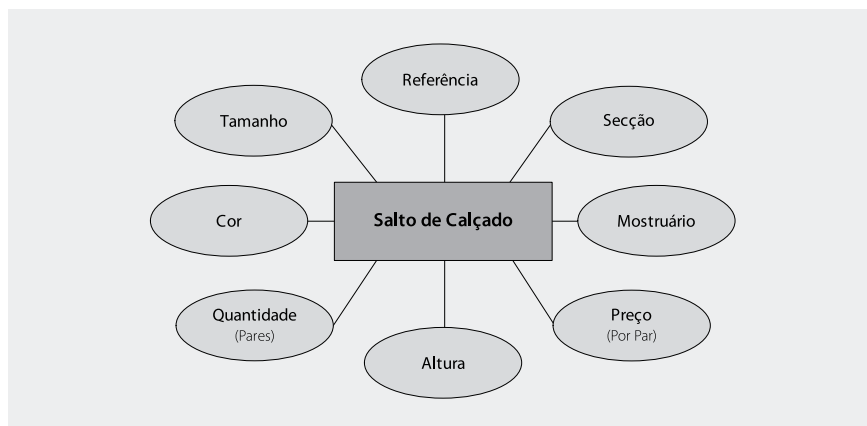 Referência
Tamanho
Secção
Cor
Salto de Calçado
Mostruário
Quantidade
(Pares)
Preço
(Por Par)
Altura